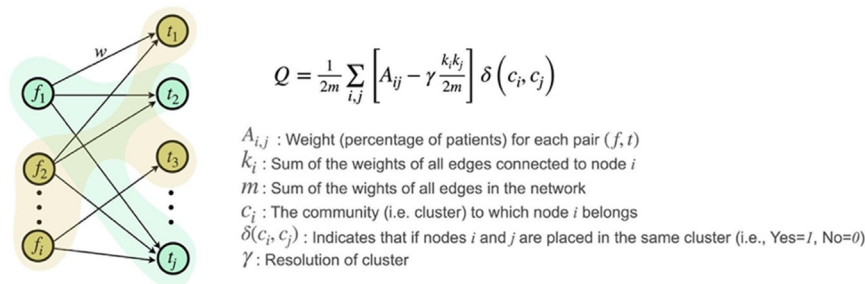 t₁
w
f₁
t₂
f₂
t₃
fᵢ
tⱼ
Q = 1/2m ∑ i,j [Aᵢⱼ − γ kᵢkⱼ/2m] δ(cᵢ, cⱼ)
Aᵢ,ⱼ : Weight (percentage of patients) for each pair (f, t)
kᵢ : Sum of the weights of all edges connected to node i
m : Sum of the wights of all edges in the network
cᵢ : The community (i.e. cluster) to which node i belongs
δ(cᵢ, cⱼ) : Indicates that if nodes i and j are placed in the same cluster (i.e., Yes=1, No=0)
γ : Resolution of cluster